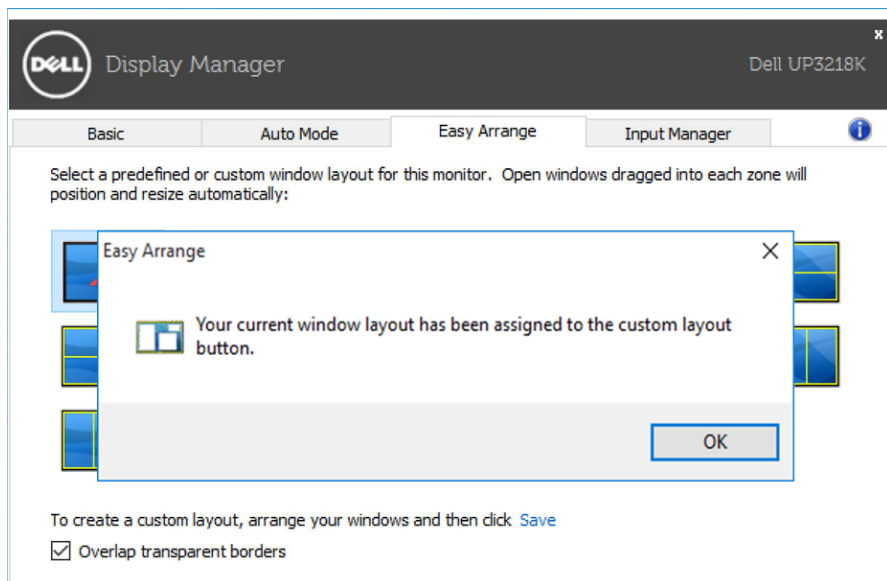 x
DELL Display Manager Dell UP3218K
Basic Auto Mode Easy Arrange Input Manager i
Select a predefined or custom window layout for this monitor. Open windows dragged into each zone will
position and resize automatically:
Easy Arrange
Your current window layout has been assigned to the custom layout
button.
OK
To create a custom layout, arrange your windows and then click Save
Overlap transparent borders